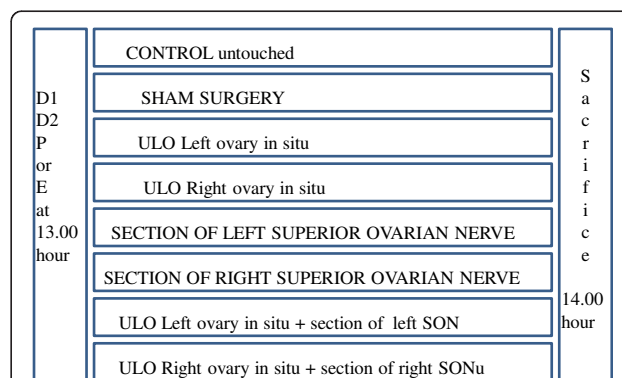 D1
D2
P
or
E
at
13.00
hour
CONTROL untouched
SHAM SURGERY
ULO Left ovary in situ
ULO Right ovary in situ
SECTION OF LEFT SUPERIOR OVARIAN NERVE
SECTION OF RIGHT SUPERIOR OVARIAN NERVE
ULO Left ovary in situ + section of left SON
ULO Right ovary in situ + section of right SONu
S
a
c
r
i
f
i
c
e
14.00
hour